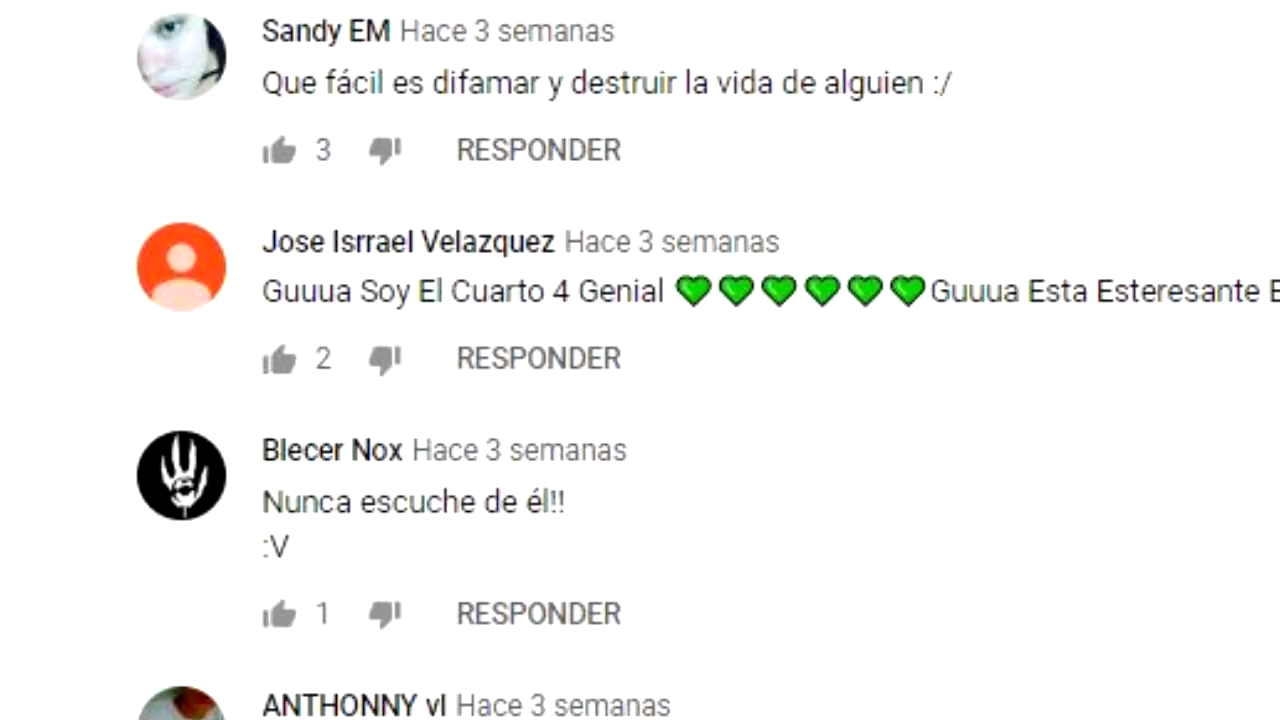 Sandy EM Hace 3 semanas
Que fácil es difamar y destruir la vida de alguien :/
3 RESPONDER
Jose Isrrael Velazquez Hace 3 semanas
Guuua Soy El Cuarto 4 Genial 💚💚💚💚💚💚Guuua Esta Esteresante E
2 RESPONDER
Blecer Nox Hace 3 semanas
Nunca escuche de él!!
:V
1 RESPONDER
ANTHONNY vl Hace 3 semanas